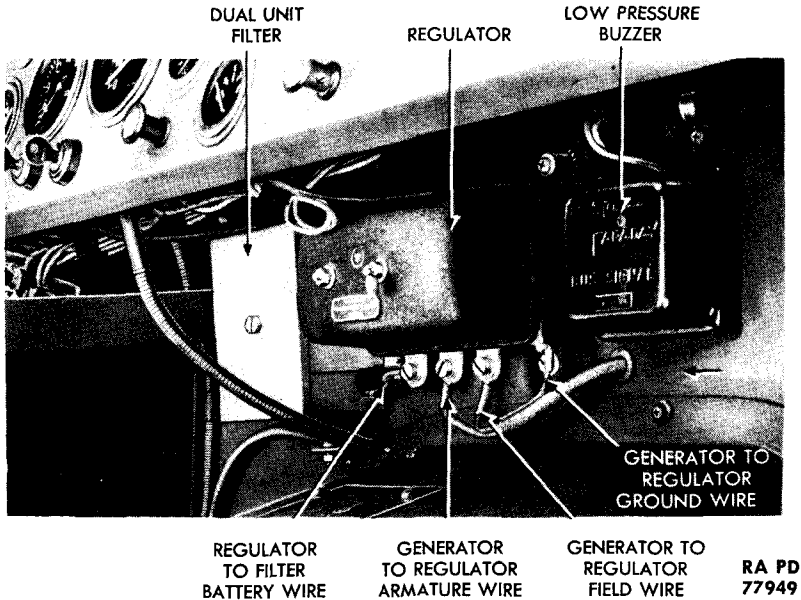 DUAL UNIT
FILTER
REGULATOR
LOW PRESSURE
BUZZER
FARADAY
GENERATOR TO
REGULATOR
GROUND WIRE
REGULATOR
TO FILTER
BATTERY WIRE
GENERATOR
TO REGULATOR
ARMATURE WIRE
GENERATOR TO
REGULATOR
FIELD WIRE
RA PD
77949